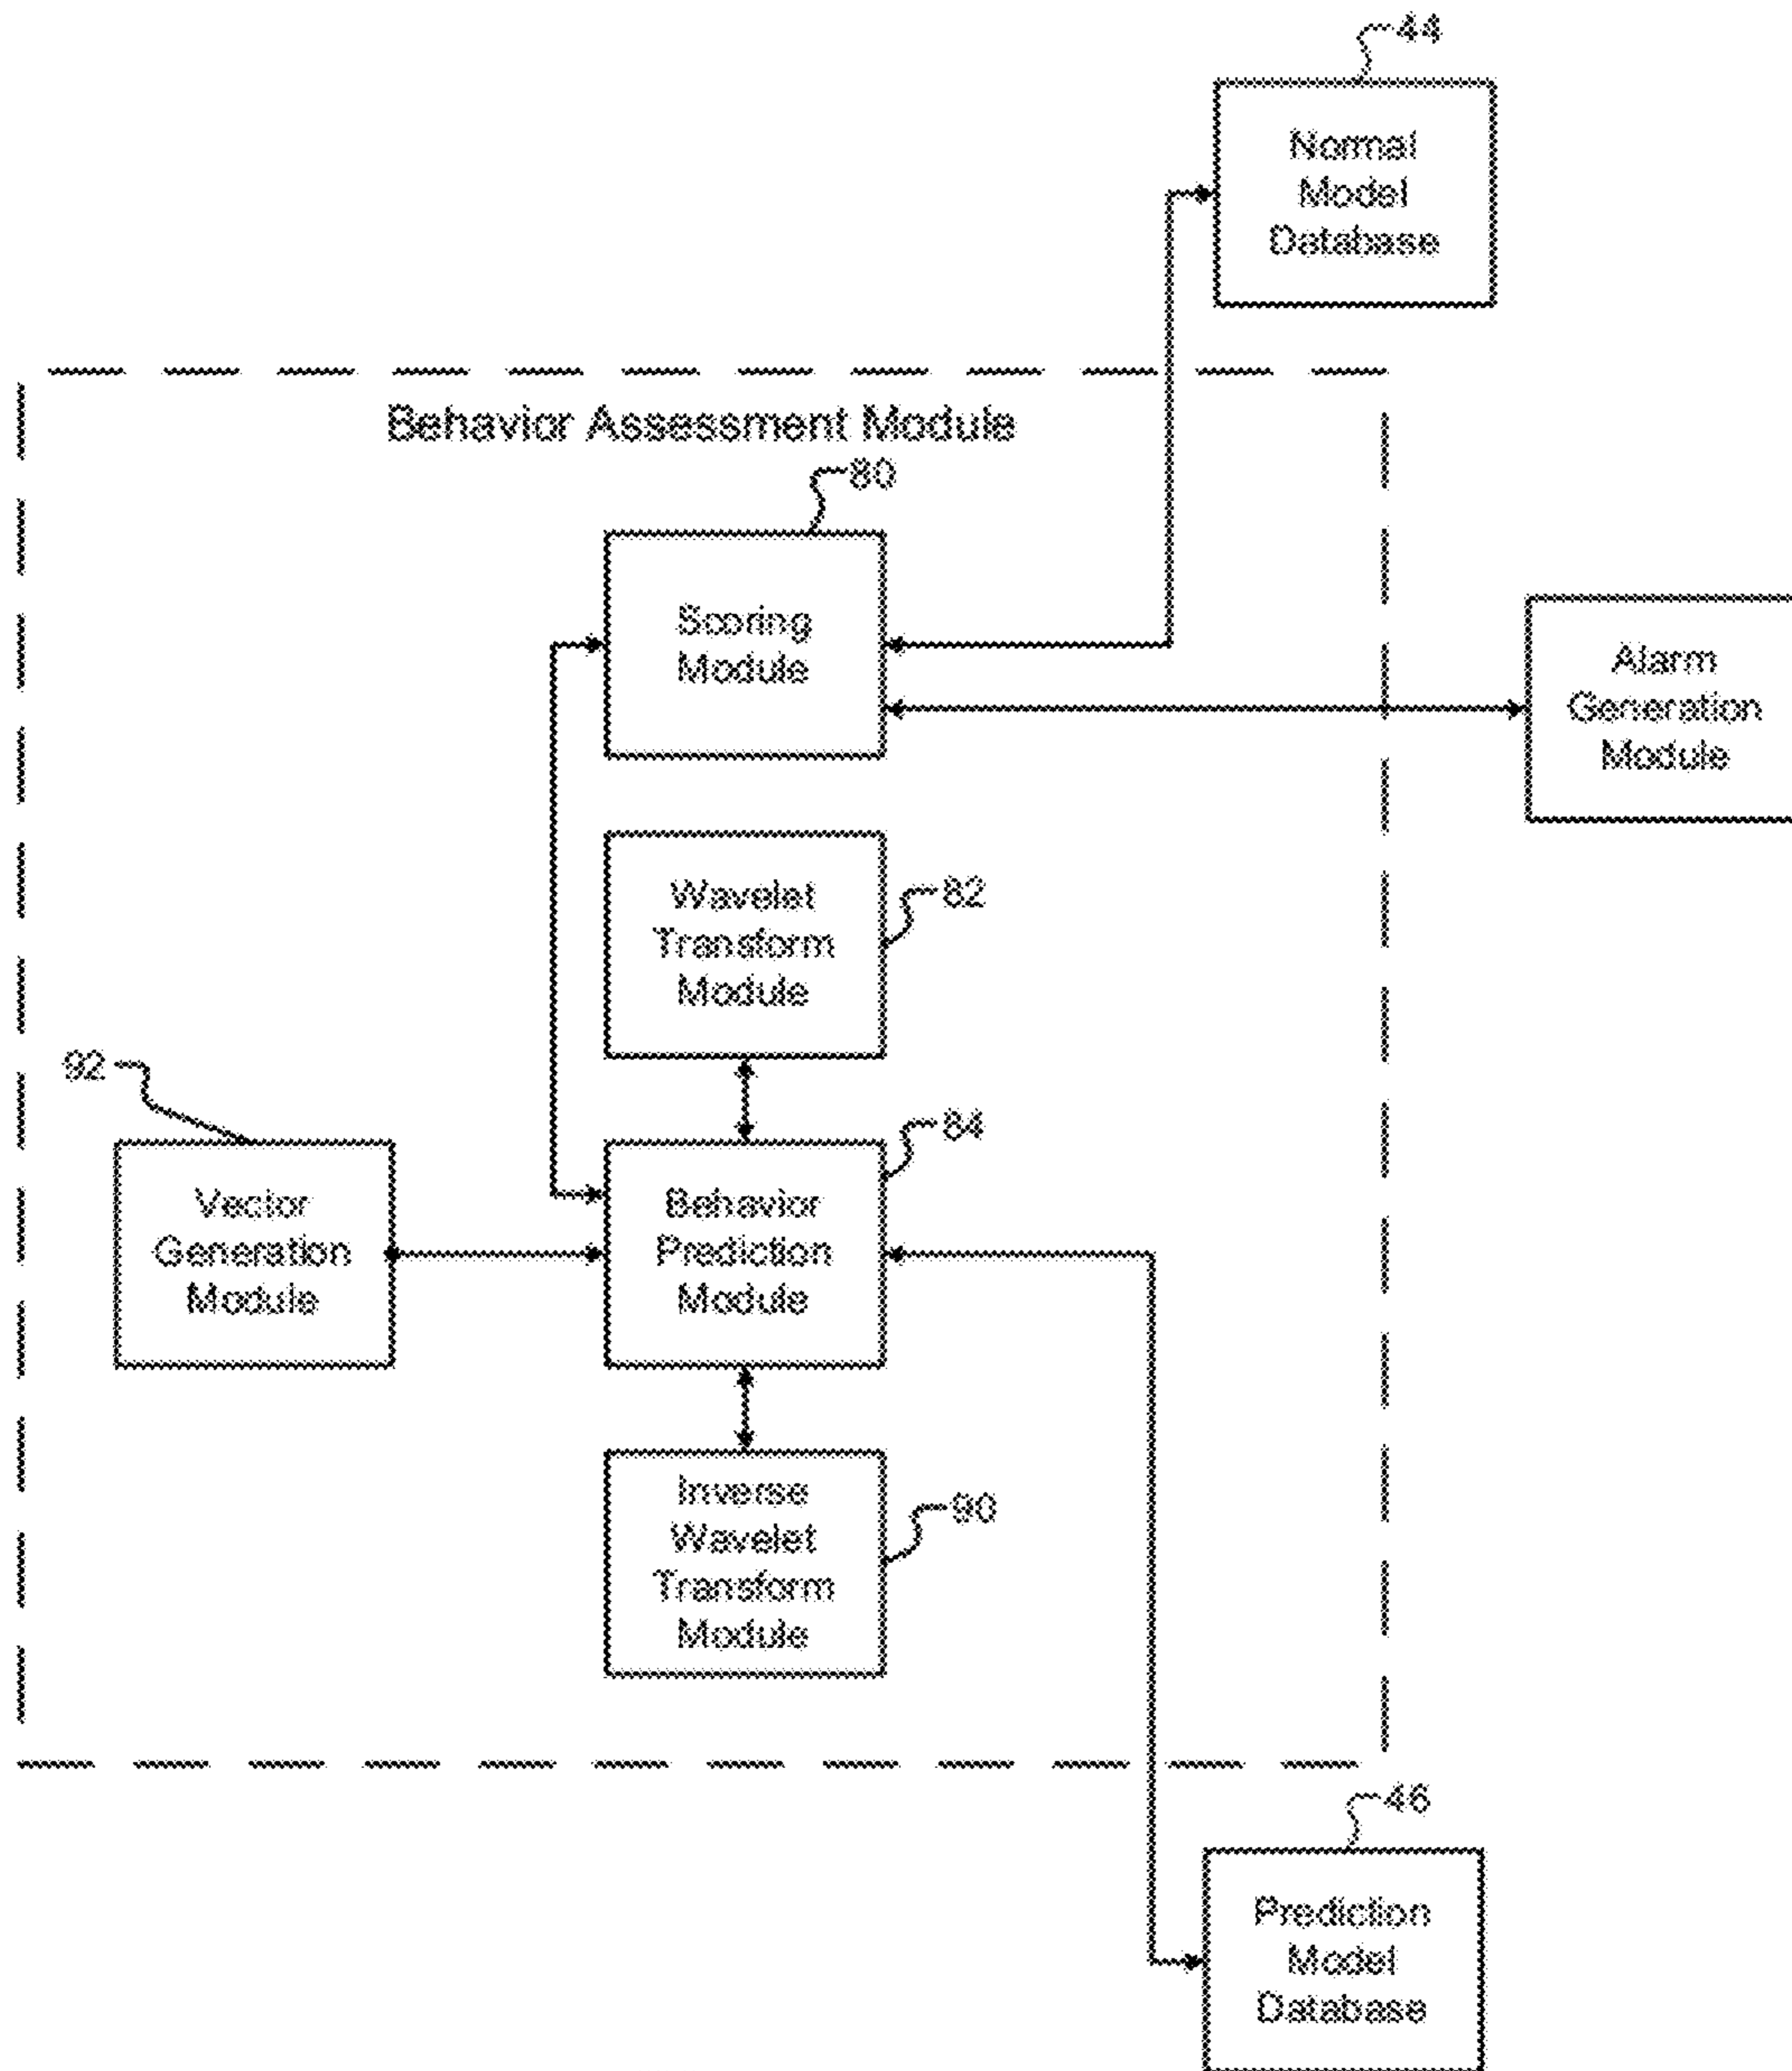 44
Normal
Model
Database
Behavior Assessment Module
80
Scoring
Module
Alarm
Generation
Module
Wavelet
Transform
Module
82
92
84
Vector
Generation
Module
Behavior
Prediction
Module
Inverse
Wavelet
Transform
Module
90
46
Prediction
Model
Database